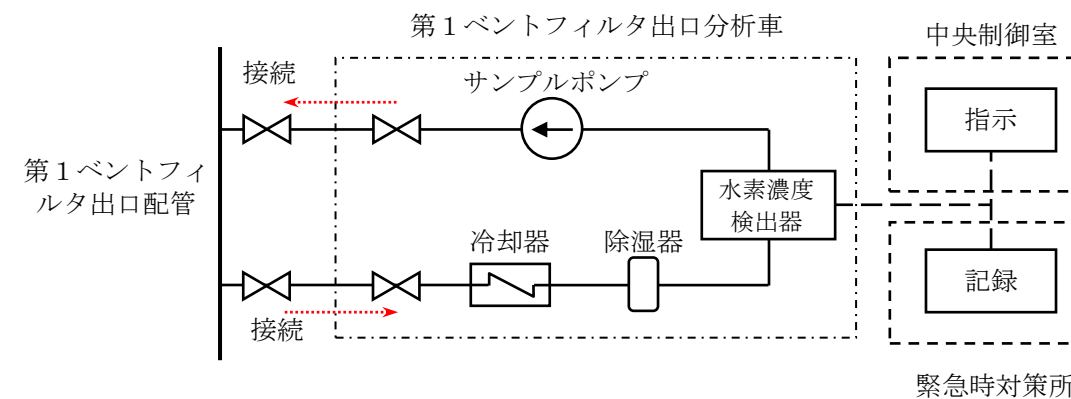 第１ベントフィルタ出口分析車
中央制御室
接続
サンプルポンプ
指示
第１ベントフィ
ルタ出口配管
水素濃度
検出器
冷却器
除湿器
記録
接続
緊急時対策所